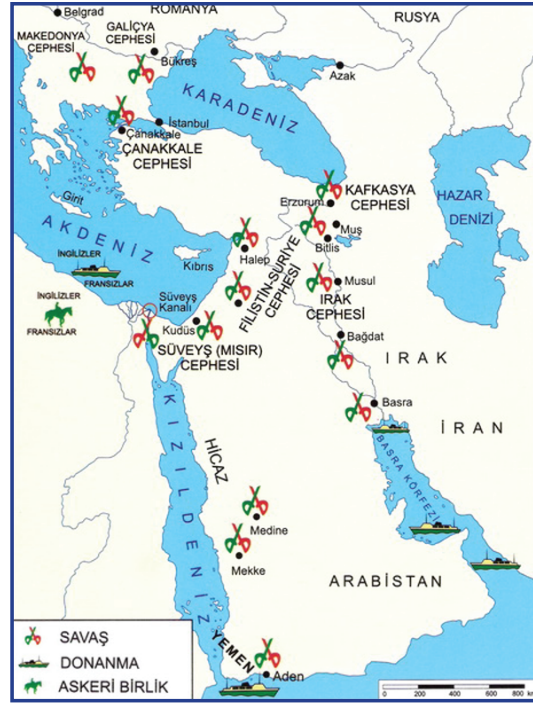 Belgrad
ROMANYA
RUSYA
MAKEDONYA
CEPHESİ
GALİÇYA
CEPHESİ
Bükreş
Azak
KARADENİZ
İstanbul
Çanakkale
ÇANAKKALE
CEPHESİ
Girit
AKDENİZ
Kıbrıs
Erzurum
KAFKASYA
CEPHESİ
Muş
Bitlis
HAZAR
DENİZİ
Halep
FİLİSTİN-SURİYE
CEPHESİ
Musul
IRAK
CEPHESİ
İNGİLİZLER
FRANSIZLAR
İNGİLİZLER
FRANSIZLAR
Süveyş
Kanalı
Kudüs
SÜVEYŞ (MISIR)
CEPHESİ
Bağdat
IRAK
Basra
İRAN
BASRA KÖRFEZİ
KIZILDENİZ
HİCAZ
Medine
Mekke
ARABİSTAN
YEMEN
Aden
SAVAŞ
DONANMA
ASKERİ BİRLİK
0 200 400 600 800 km